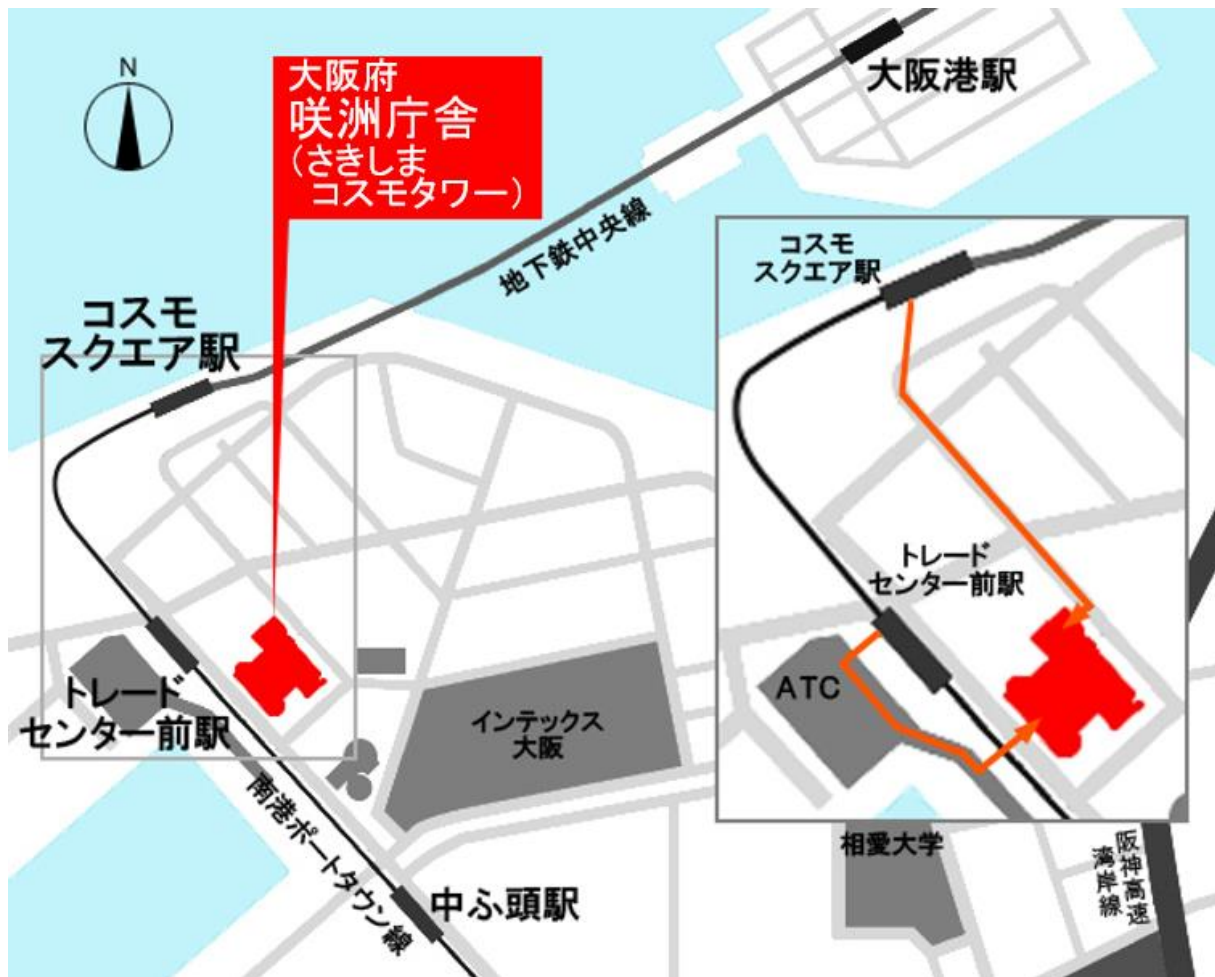 N
大阪府
咲洲庁舎
(さきしま
コスモタワー)
大阪港駅
地下鉄中央線
コスモ
スクエア駅
コスモ
スクエア駅
トレード
センター前駅
ATC
トレード
センター前駅
インテックス
大阪
南港ポートタウン線
中ふ頭駅
相愛大学
阪神高速
湾岸線